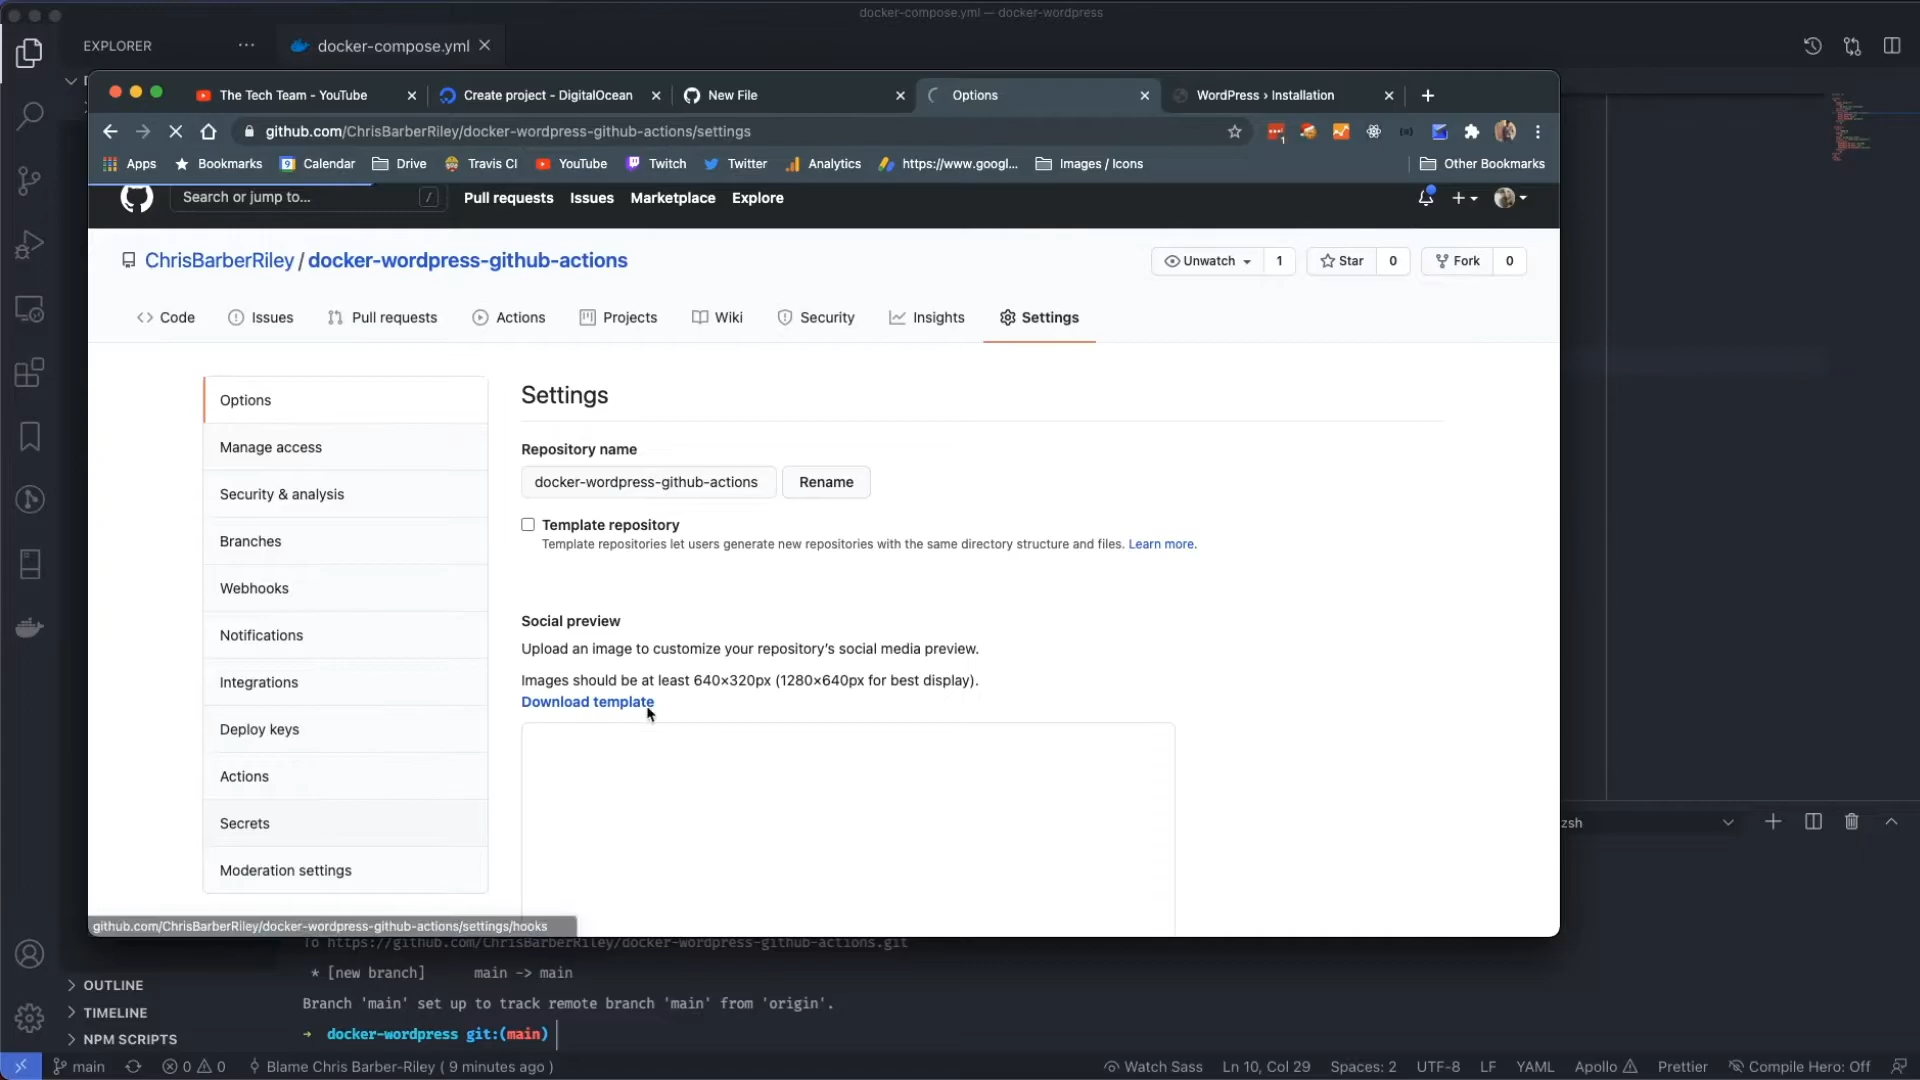 docker-compose.yml — docker-wordpress
EXPLORER
docker-compose.yml
The Tech Team - YouTube
Create project - DigitalOcean
New File
Options
WordPress › Installation
github.com/ChrisBarberRiley/docker-wordpress-github-actions/settings
Apps
Bookmarks
Calendar
Drive
Travis CI
YouTube
Twitch
Twitter
Analytics
https://www.googl...
Images / Icons
Other Bookmarks
Search or jump to...
/
Pull requests
Issues
Marketplace
Explore
ChrisBarberRiley / docker-wordpress-github-actions
Unwatch
1
Star
0
Fork
0
Code
Issues
Pull requests
Actions
Projects
Wiki
Security
Insights
Settings
Options
Manage access
Security & analysis
Branches
Webhooks
Notifications
Integrations
Deploy keys
Actions
Secrets
Moderation settings
Settings
Repository name
docker-wordpress-github-actions
Rename
Template repository
Template repositories let users generate new repositories with the same directory structure and files. Learn more.
Social preview
Upload an image to customize your repository's social media preview.
Images should be at least 640×320px (1280×640px for best display).
Download template
zsh
github.com/ChrisBarberRiley/docker-wordpress-github-actions/settings/hooks
To https://github.com/ChrisBarberRiley/docker-wordpress-github-actions.git
* [new branch] main -> main
Branch 'main' set up to track remote branch 'main' from 'origin'.
→ docker-wordpress git:(main)
OUTLINE
TIMELINE
NPM SCRIPTS
main
0
0
Blame Chris Barber-Riley ( 9 minutes ago )
Watch Sass
Ln 10, Col 29
Spaces: 2
UTF-8
LF
YAML
Apollo
Prettier
Compile Hero: Off